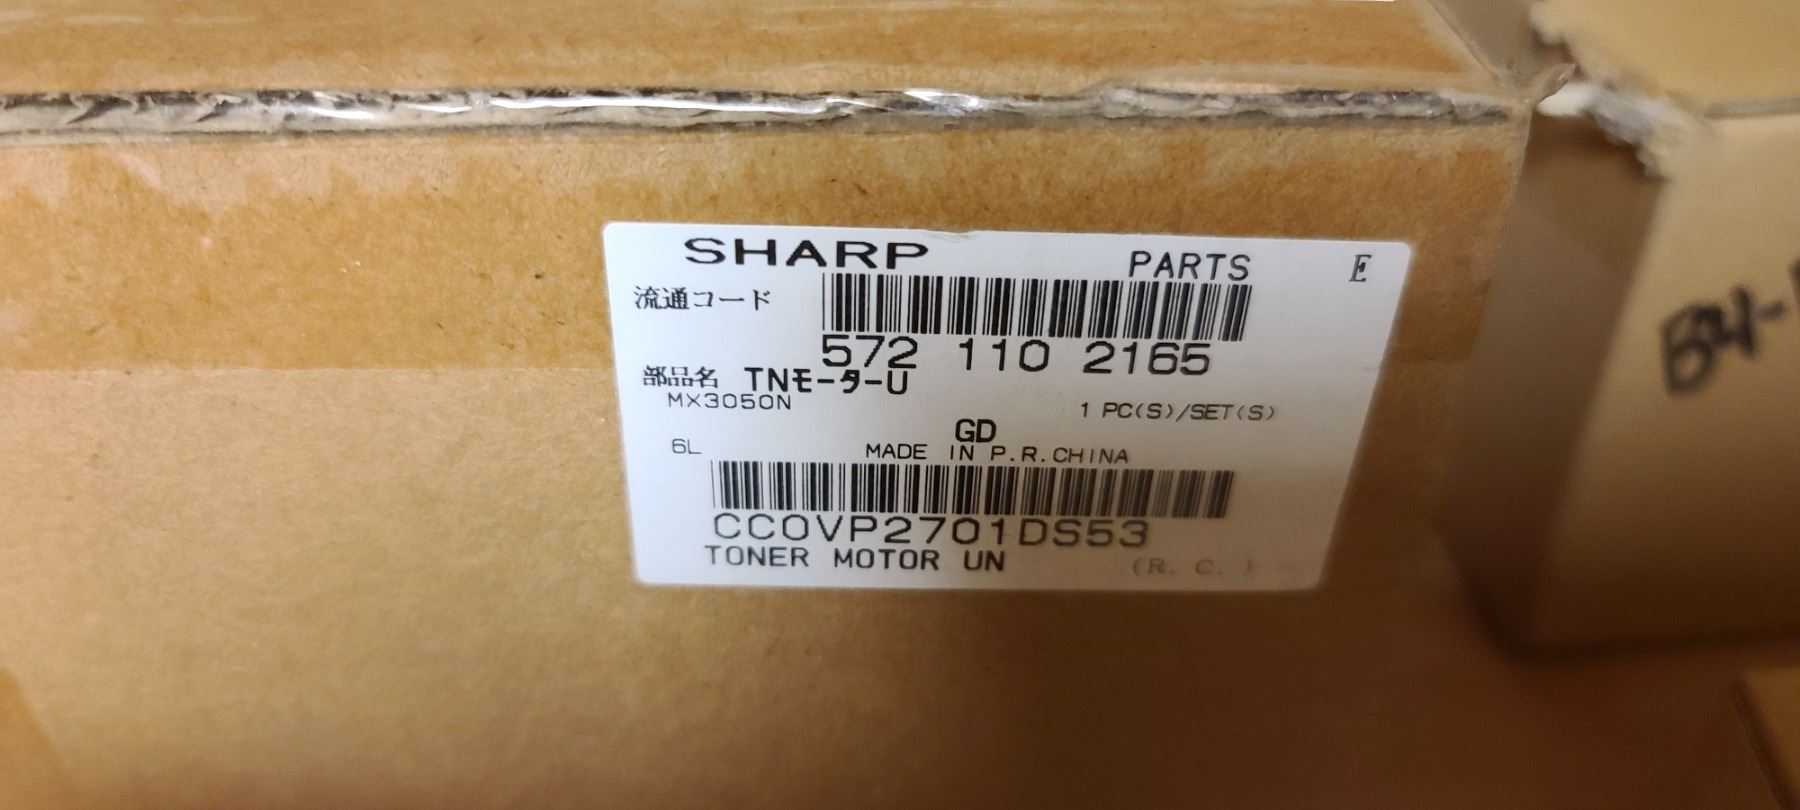 SHARP PARTS E
流通コード
572 110 2165
部品名 TNモーターU
MX3050N 1 PC(S)/SET(S)
GD
6L MADE IN P.R.CHINA
CC0VP2701DS53
TONER MOTOR UN (R. C. )